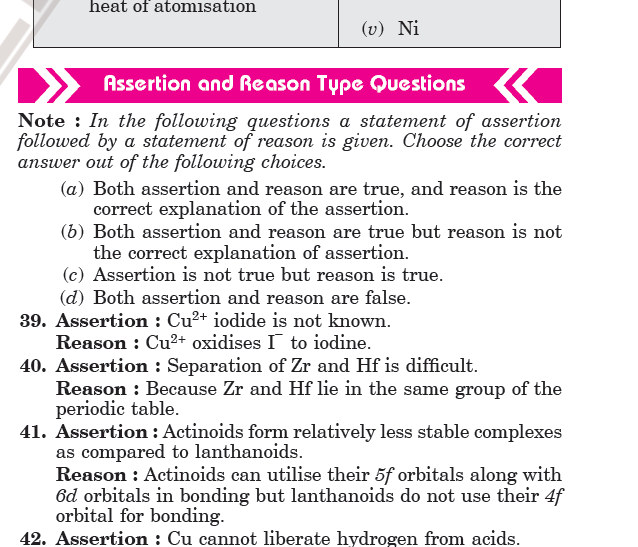 heat of atomisation
(v) Ni
Assertion and Reason Type Questions
Note : In the following questions a statement of assertion
followed by a statement of reason is given. Choose the correct
answer out of the following choices.
(a) Both assertion and reason are true, and reason is the
correct explanation of the assertion.
(b) Both assertion and reason are true but reason is not
the correct explanation of assertion.
(c) Assertion is not true but reason is true.
(d) Both assertion and reason are false.
39. Assertion : Cu²⁺ iodide is not known.
Reason : Cu²⁺ oxidises I⁻ to iodine.
40. Assertion : Separation of Zr and Hf is difficult.
Reason : Because Zr and Hf lie in the same group of the
periodic table.
41. Assertion : Actinoids form relatively less stable complexes
as compared to lanthanoids.
Reason : Actinoids can utilise their 5f orbitals along with
6d orbitals in bonding but lanthanoids do not use their 4f
orbital for bonding.
42. Assertion : Cu cannot liberate hydrogen from acids.